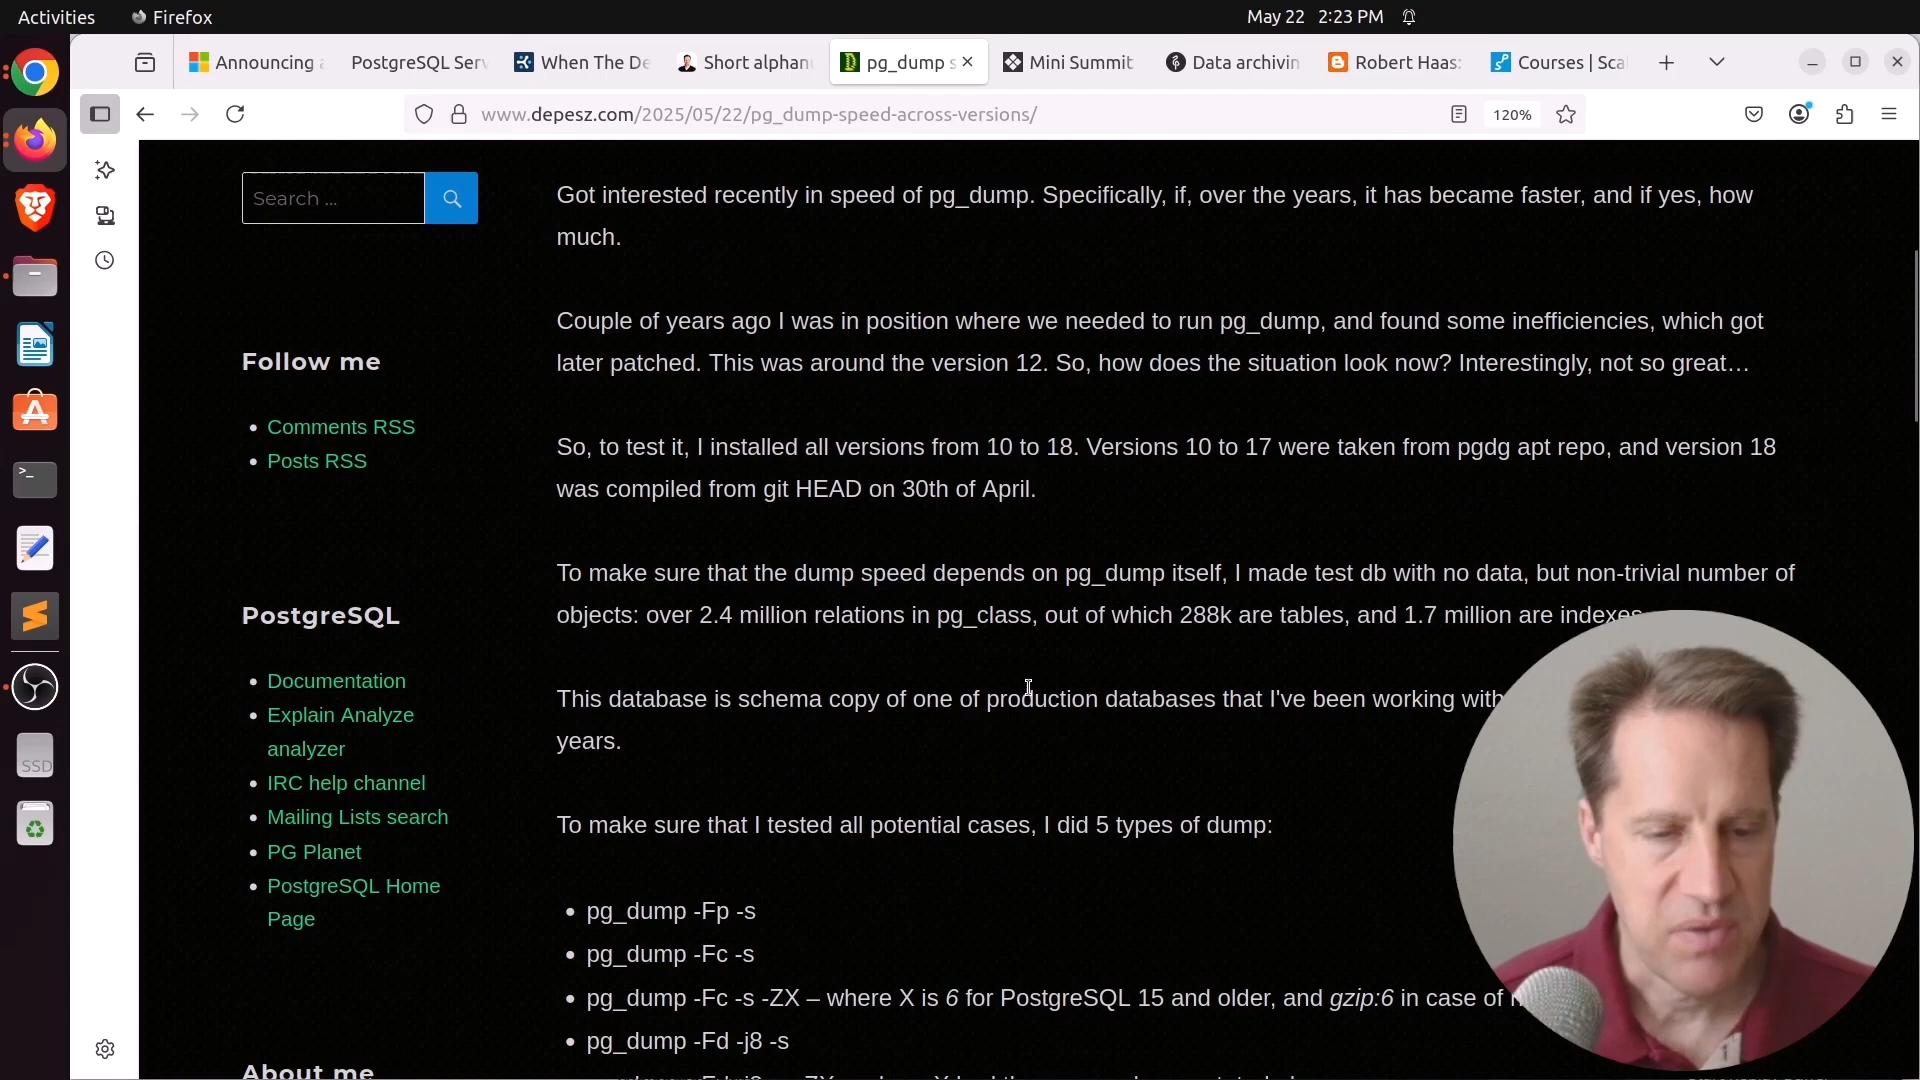 Activities
Firefox
May 22 2:23 PM
Announcing a
PostgreSQL Serv
When The De
Short alphanu
pg_dump s
Mini Summit
Data archivin
Robert Haas:
Courses | Sca
www.depesz.com/2025/05/22/pg_dump-speed-across-versions/
120%
Search ...
Follow me
Comments RSS
Posts RSS
PostgreSQL
Documentation
Explain Analyze
analyzer
IRC help channel
Mailing Lists search
PG Planet
PostgreSQL Home
Page
About me
Got interested recently in speed of pg_dump. Specifically, if, over the years, it has became faster, and if yes, how
much.
Couple of years ago I was in position where we needed to run pg_dump, and found some inefficiencies, which got
later patched. This was around the version 12. So, how does the situation look now? Interestingly, not so great…
So, to test it, I installed all versions from 10 to 18. Versions 10 to 17 were taken from pgdg apt repo, and version 18
was compiled from git HEAD on 30th of April.
To make sure that the dump speed depends on pg_dump itself, I made test db with no data, but non-trivial number of
objects: over 2.4 million relations in pg_class, out of which 288k are tables, and 1.7 million are indexes
This database is schema copy of one of production databases that I've been working with
years.
To make sure that I tested all potential cases, I did 5 types of dump:
pg_dump -Fp -s
pg_dump -Fc -s
pg_dump -Fc -s -ZX – where X is 6 for PostgreSQL 15 and older, and gzip:6 in case of
pg_dump -Fd -j8 -s
SSD